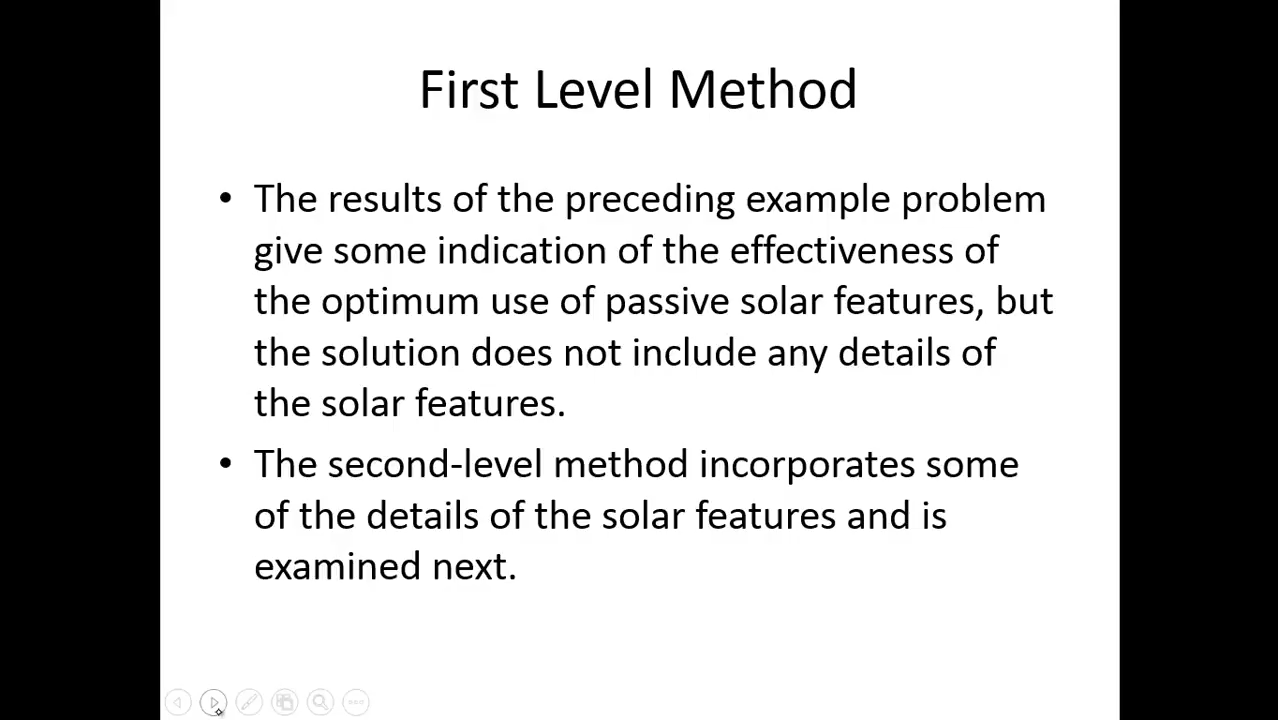 First Level Method
• The results of the preceding example problem
give some indication of the effectiveness of
the optimum use of passive solar features, but
the solution does not include any details of
the solar features.
• The second-level method incorporates some
of the details of the solar features and is
examined next.